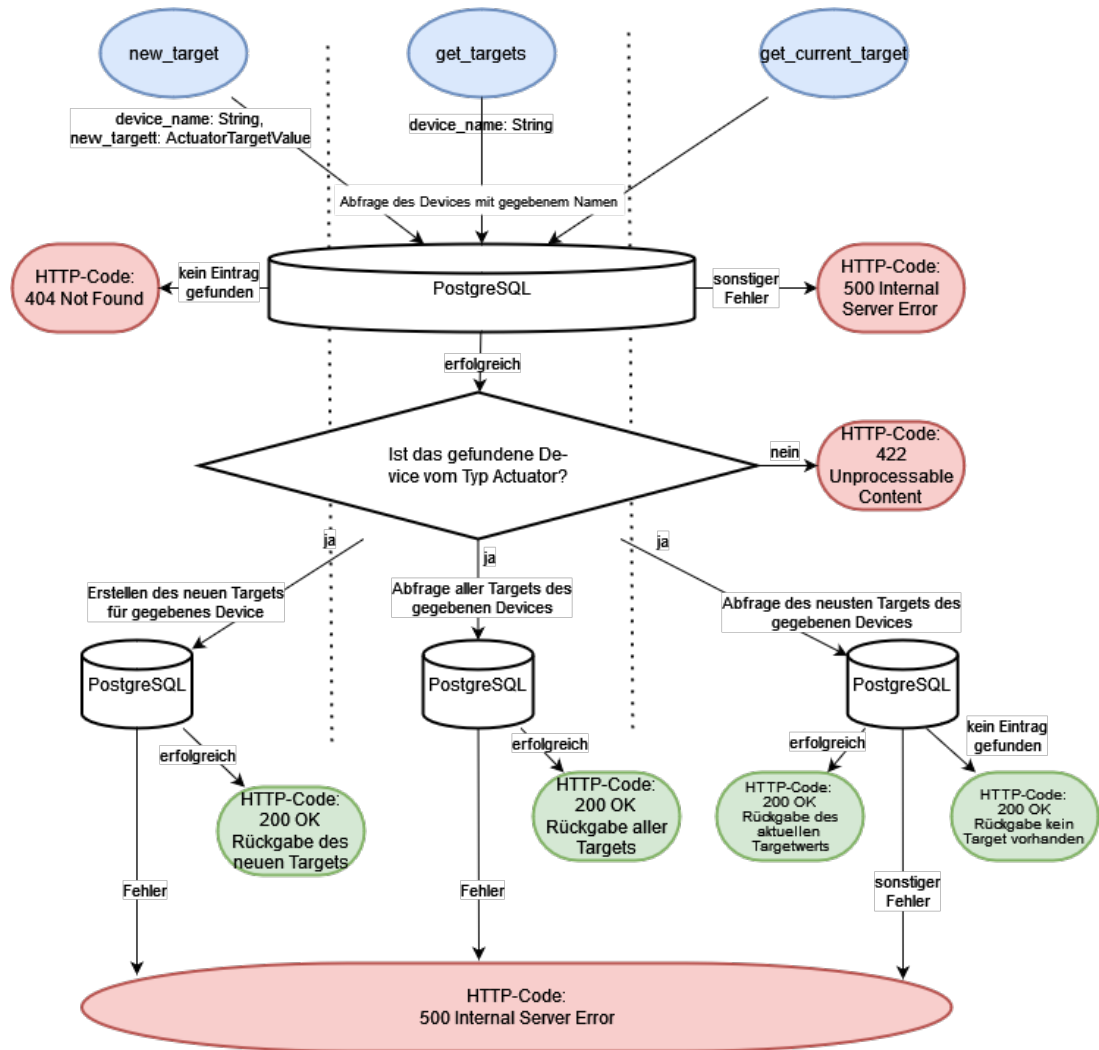 new_target
get_targets
get_current_target
device_name: String,
new_targett: ActuatorTargetValue
device_name: String
Abfrage des Devices mit gegebenem Namen
HTTP-Code:
404 Not Found
kein Eintrag
gefunden
PostgreSQL
sonstiger
Fehler
HTTP-Code:
500 Internal
Server Error
erfolgreich
Ist das gefundene De-
vice vom Typ Actuator?
nein
HTTP-Code:
422
Unprocessable
Content
ja
ja
ja
Erstellen des neuen Targets
für gegebenes Device
Abfrage aller Targets des
gegebenen Devices
Abfrage des neusten Targets des
gegebenen Devices
PostgreSQL
PostgreSQL
PostgreSQL
erfolgreich
erfolgreich
erfolgreich
kein Eintrag
gefunden
HTTP-Code:
200 OK
Rückgabe des
neuen Targets
HTTP-Code:
200 OK
Rückgabe aller
Targets
HTTP-Code:
200 OK
Rückgabe des
aktuellen
Targetwerts
HTTP-Code:
200 OK
Rückgabe kein
Target vorhanden
Fehler
Fehler
sonstiger
Fehler
HTTP-Code:
500 Internal Server Error